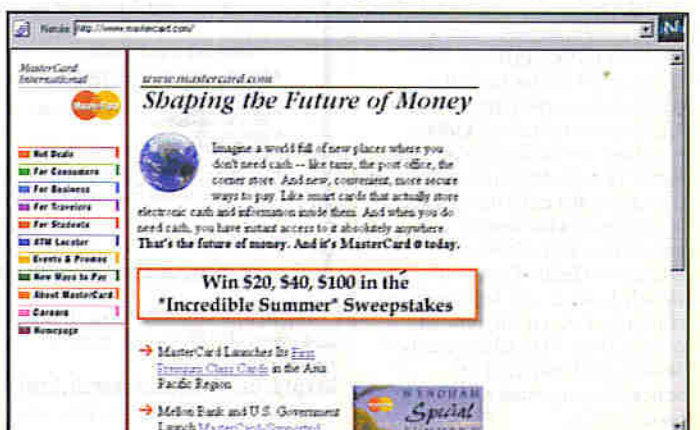 http://www.mastercard.com/
MasterCard
International
MasterCard
Hot Deals
For Consumers
For Business
For Travelers
For Students
ATM Locator
Events & Promos
New Ways to Pay
About MasterCard
Careers
Homepage
www.mastercard.com
Shaping the Future of Money
Imagine a world full of new places where you
don't need cash -- like taxis, the post office, the
corner store. And new, convenient, more secure
ways to pay. Like smart cards that actually store
electronic cash and information inside them. And when you do
need cash, you have instant access to it absolutely anywhere.
That's the future of money. And it's MasterCard @ today.
Win $20, $40, $100 in the
"Incredible Summer" Sweepstakes
→ MasterCard Launches Its First
Premium Class Cards in the Asia
Pacific Region
→ Mellon Bank and U.S. Government
Launch MasterCard-Supported
WYNDHAM
Special